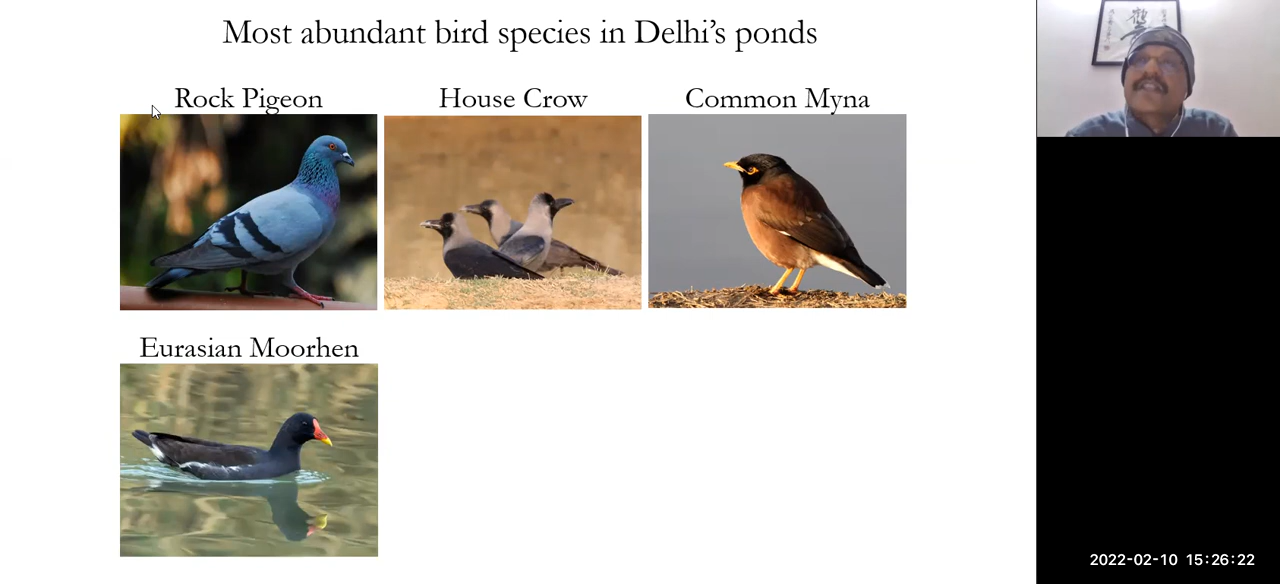 Most abundant bird species in Delhi's ponds
Rock Pigeon
House Crow
Common Myna
Eurasian Moorhen
2022-02-10 15:26:22